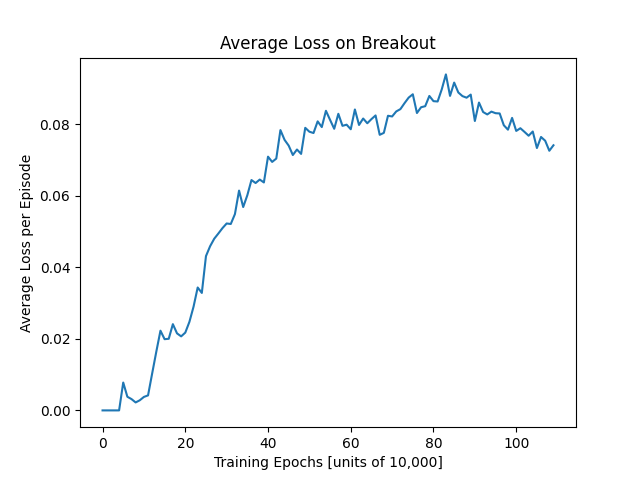 Average Loss on Breakout
Average Loss per Episode
0.08
0.06
0.04
0.02
0.00
0 20 40 60 80 100
Training Epochs [units of 10,000]